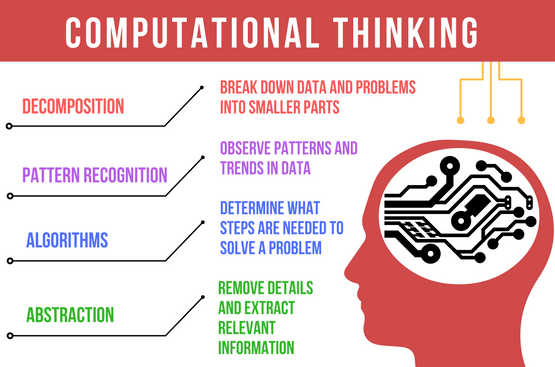 COMPUTATIONAL THINKING
DECOMPOSITION
BREAK DOWN DATA AND PROBLEMS
INTO SMALLER PARTS
PATTERN RECOGNITION
OBSERVE PATTERNS AND
TRENDS IN DATA
ALGORITHMS
DETERMINE WHAT
STEPS ARE NEEDED TO
SOLVE A PROBLEM
ABSTRACTION
REMOVE DETAILS
AND EXTRACT
RELEVANT
INFORMATION